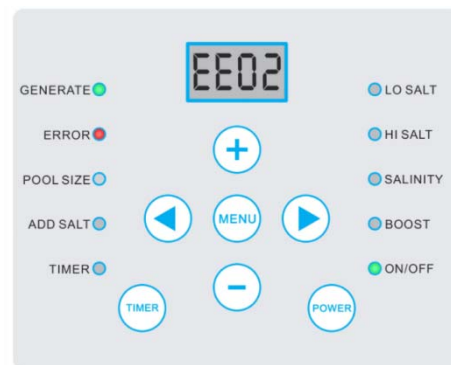 EE02
GENERATE
ERROR
POOL SIZE
ADD SALT
TIMER
LO SALT
HI SALT
SALINITY
BOOST
ON/OFF
+
MENU
−
TIMER
POWER